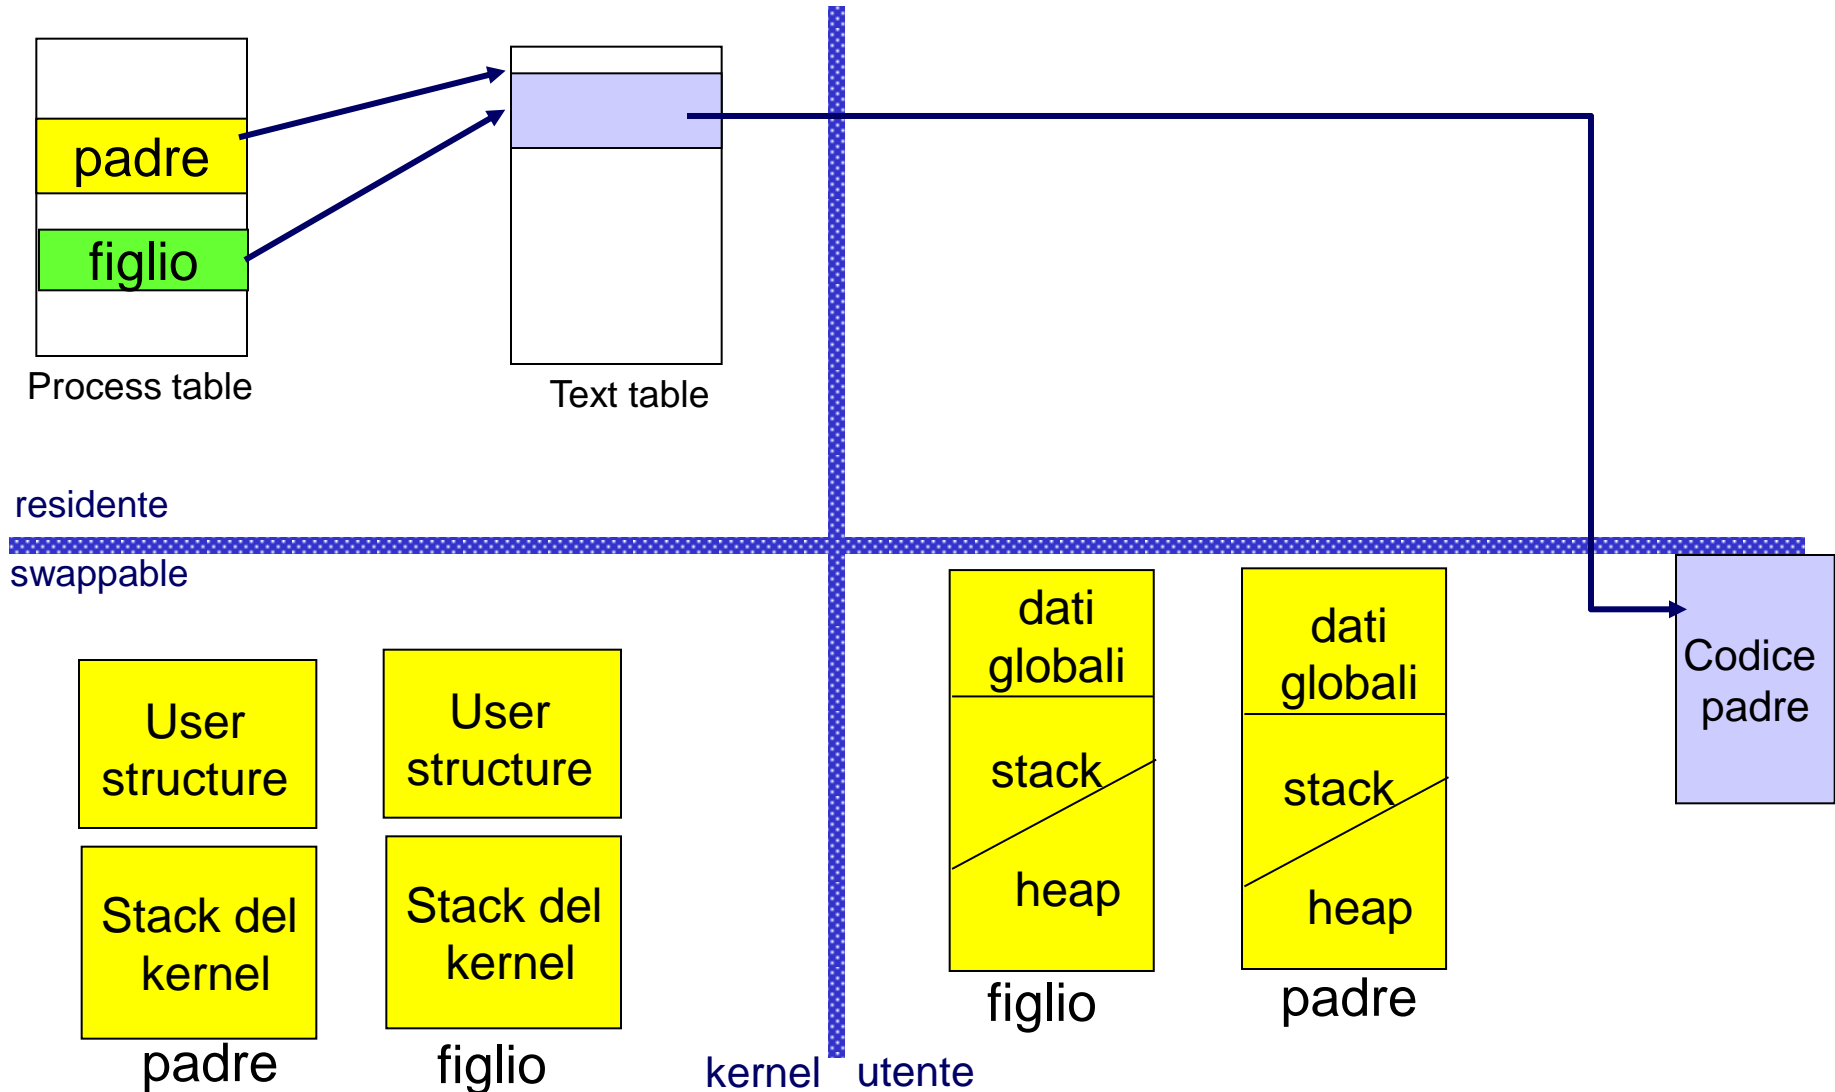 padre
figlio
Process table
Text table
residente
swappable
User
structure
Stack del
kernel
padre
User
structure
Stack del
kernel
figlio
kernel
utente
dati
globali
stack
heap
figlio
dati
globali
stack
heap
padre
Codice
padre